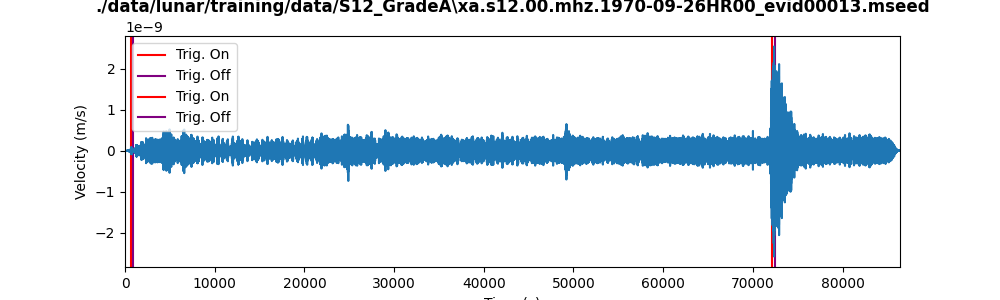 ./data/lunar/training/data/S12_GradeA\xa.s12.00.mhz.1970-09-26HR00_evid00013.mseed
1e−9
Trig. On
Trig. Off
Trig. On
Trig. Off
Velocity (m/s)
2
1
0
−1
−2
0 10000 20000 30000 40000 50000 60000 70000 80000